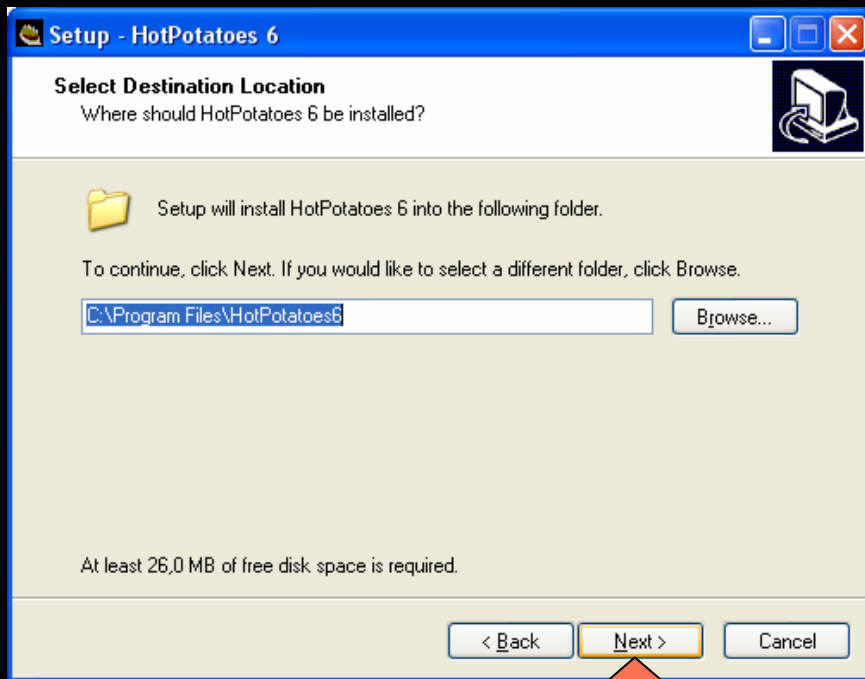 Setup - HotPotatoes 6
Select Destination Location
Where should HotPotatoes 6 be installed?
Setup will install HotPotatoes 6 into the following folder.
To continue, click Next. If you would like to select a different folder, click Browse.
C:\Program Files\HotPotatoes6
Browse...
At least 26,0 MB of free disk space is required.
< Back
Next >
Cancel